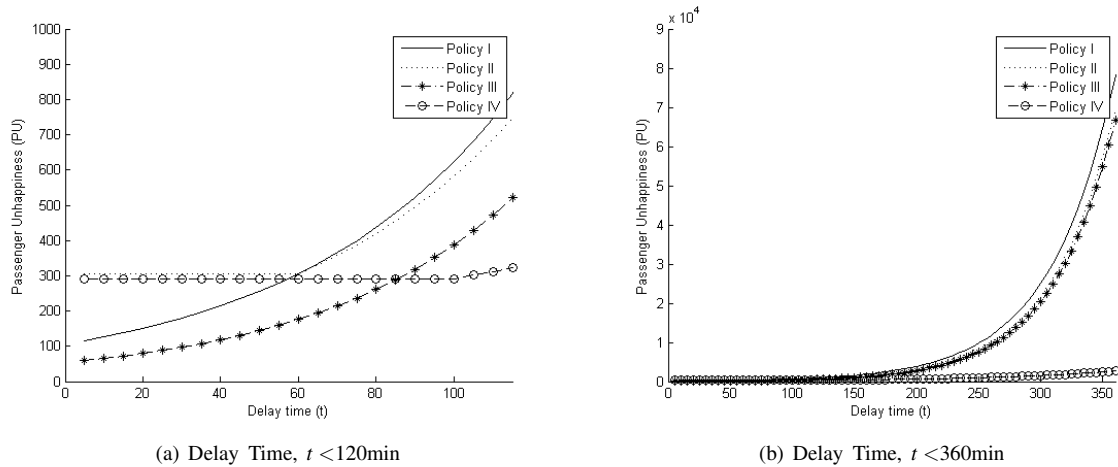 1000
900
800
700
600
500
400
300
200
100
0
0
20
40
60
80
100
Passenger Unhappiness (PU)
Delay time (t)
Policy I
Policy II
Policy III
Policy IV
(a) Delay Time, t <120min
x 10^4
9
8
7
6
5
4
3
2
1
0
0
50
100
150
200
250
300
350
Passenger Unhappiness (PU)
Delay time (t)
Policy I
Policy II
Policy III
Policy IV
(b) Delay Time, t <360min